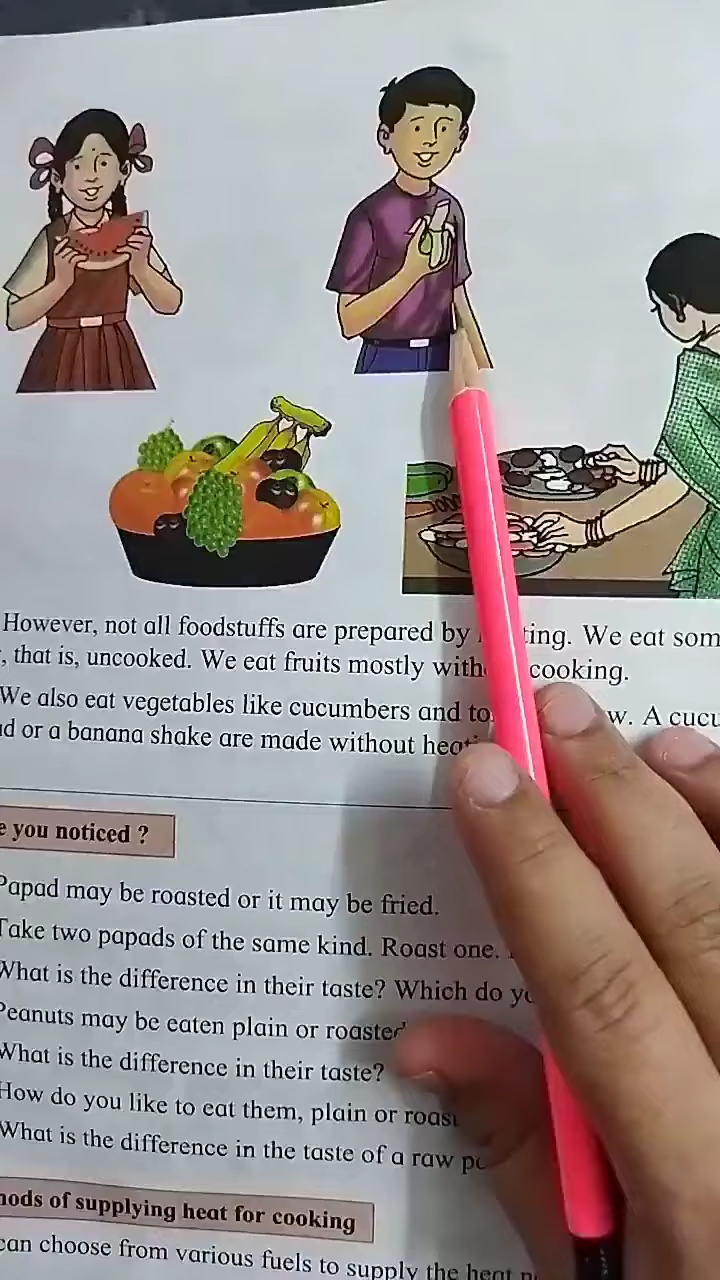 However, not all foodstuffs are prepared by ting. We eat som
, that is, uncooked. We eat fruits mostly with cooking.
We also eat vegetables like cucumbers and to w. A cucu
d or a banana shake are made without heat
e you noticed ?
Papad may be roasted or it may be fried.
Take two papads of the same kind. Roast one.
What is the difference in their taste? Which do yo
Peanuts may be eaten plain or roasted
What is the difference in their taste?
How do you like to eat them, plain or roast
What is the difference in the taste of a raw
hods of supplying heat for cooking
can choose from various fuels to supply the heat